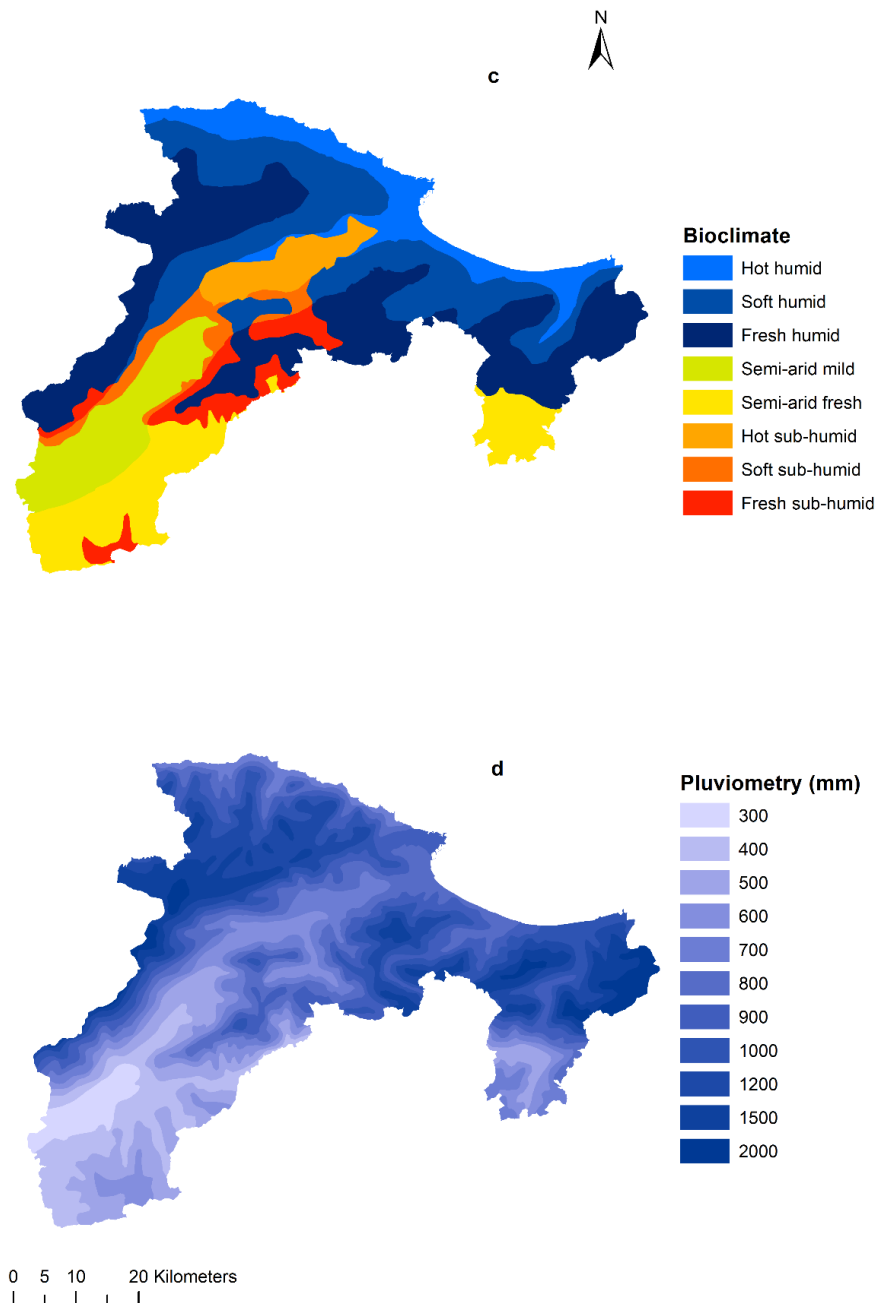 N
c
Bioclimate
Hot humid
Soft humid
Fresh humid
Semi-arid mild
Semi-arid fresh
Hot sub-humid
Soft sub-humid
Fresh sub-humid
d
Pluviometry (mm)
300
400
500
600
700
800
900
1000
1200
1500
2000
0 5 10 20 Kilometers